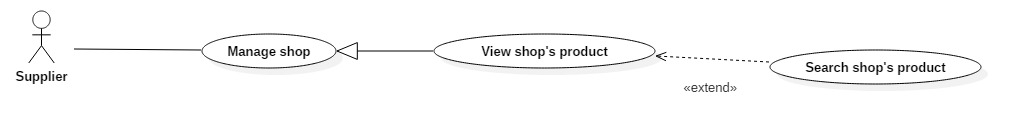 Supplier
Manage shop
View shop's product
«extend»
Search shop's product